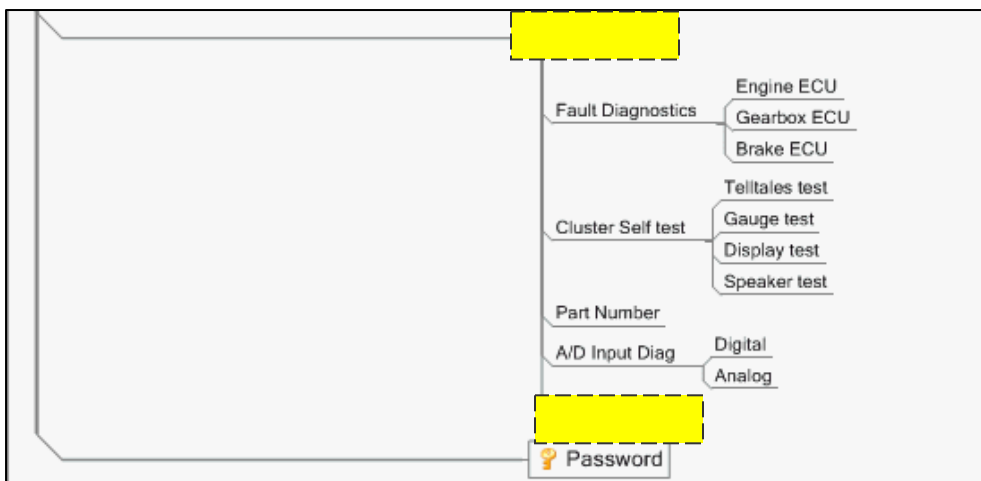 Fault Diagnostics
Engine ECU
Gearbox ECU
Brake ECU
Cluster Self test
Telltales test
Gauge test
Display test
Speaker test
Part Number
A/D Input Diag
Digital
Analog
Password